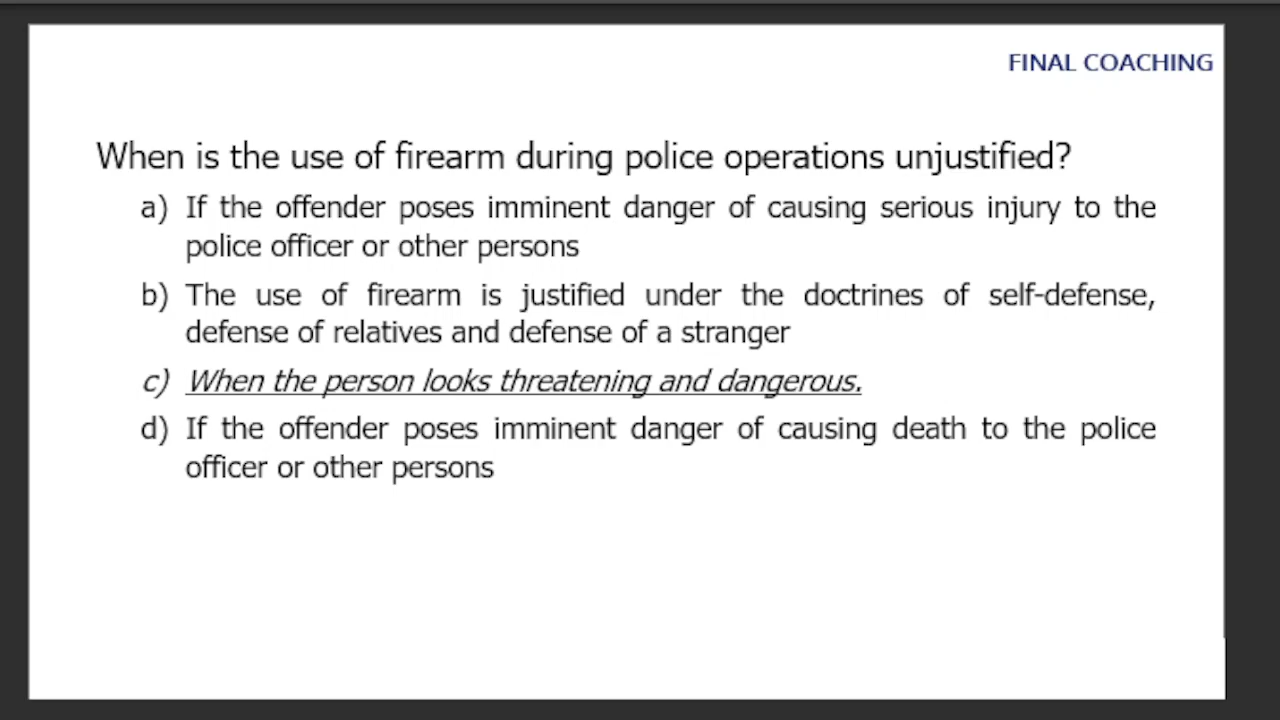 FINAL COACHING
When is the use of firearm during police operations unjustified?
a) If the offender poses imminent danger of causing serious injury to the
police officer or other persons
b) The use of firearm is justified under the doctrines of self-defense,
defense of relatives and defense of a stranger
c) When the person looks threatening and dangerous.
d) If the offender poses imminent danger of causing death to the police
officer or other persons